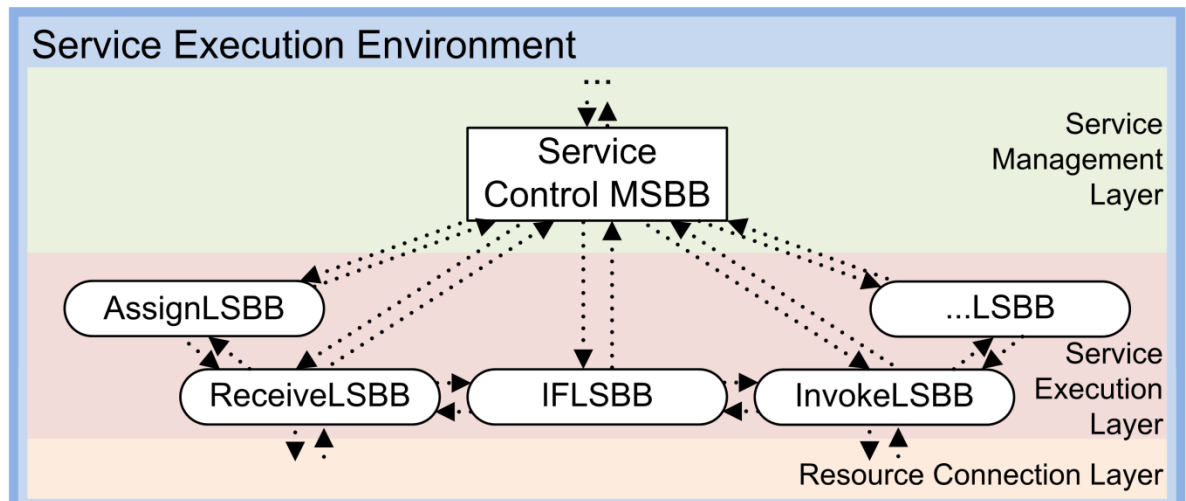 Service Execution Environment
...
Service
Control MSBB
Service
Management
Layer
AssignLSBB
...LSBB
ReceiveLSBB
IFLSBB
InvokeLSBB
Service
Execution
Layer
Resource Connection Layer